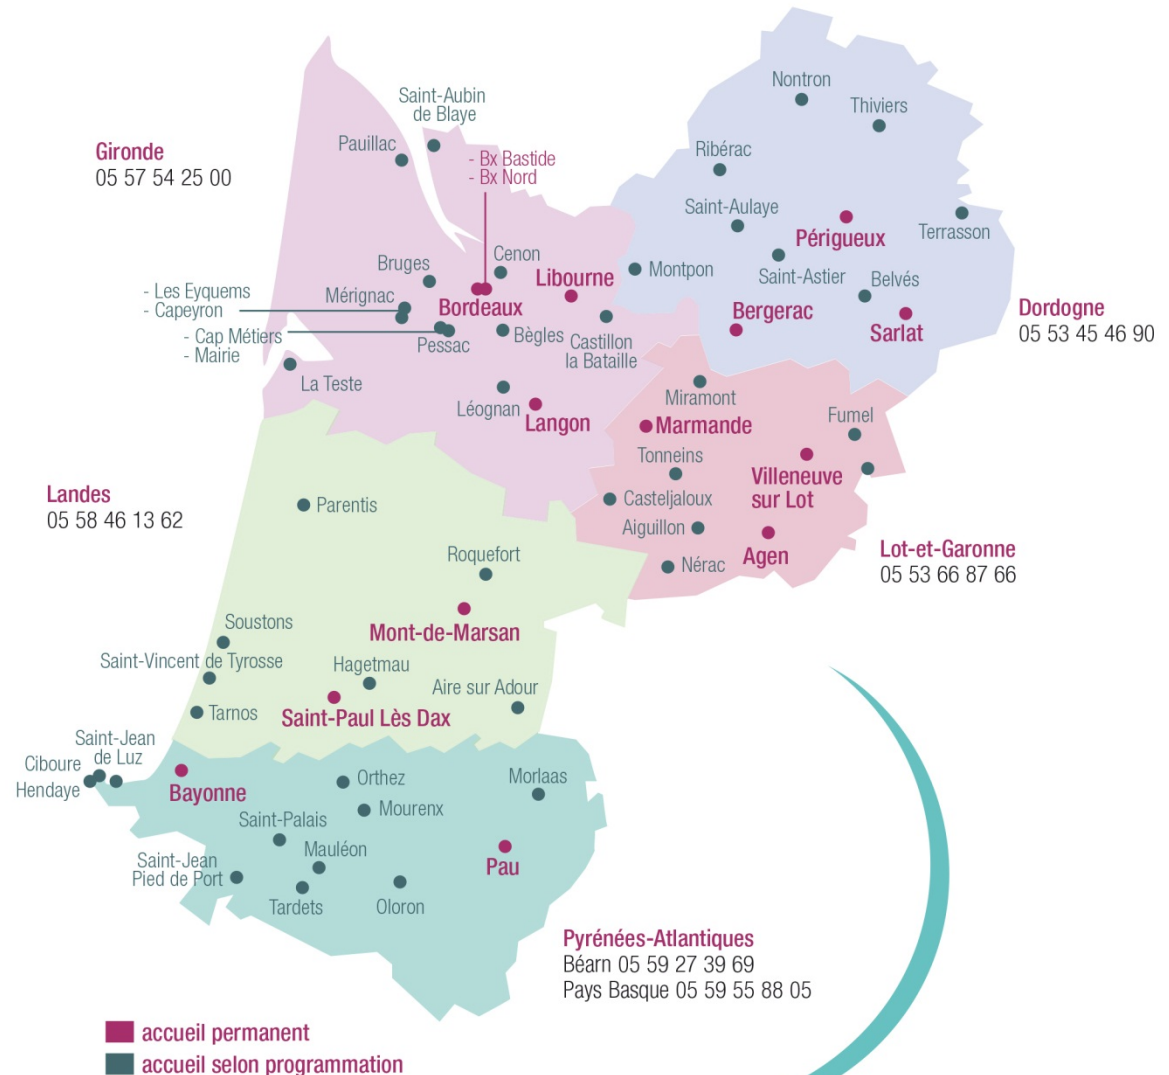 Gironde
05 57 54 25 00
Saint-Aubin
de Blaye
Pauillac
- Bx Bastide
- Bx Nord
Bruges
Cenon
Libourne
- Les Eyquems
- Capeyron
Mérignac
Bordeaux
- Cap Métiers
- Mairie
Pessac
Bègles
Castillon
la Bataille
La Teste
Léognan
Langon
Nontron
Thiviers
Ribérac
Saint-Aulaye
Périgueux
Terrasson
Montpon
Saint-Astier
Belvés
Bergerac
Sarlat
Dordogne
05 53 45 46 90
Miramont
Fumel
Marmande
Tonneins
Villeneuve
sur Lot
Casteljaloux
Aiguillon
Agen
Nérac
Lot-et-Garonne
05 53 66 87 66
Landes
05 58 46 13 62
Parentis
Roquefort
Mont-de-Marsan
Soustons
Saint-Vincent de Tyrosse
Hagetmau
Aire sur Adour
Tarnos
Saint-Paul Lès Dax
Saint-Jean
de Luz
Ciboure
Hendaye
Bayonne
Orthez
Morlaas
Mourenx
Saint-Palais
Mauléon
Pau
Saint-Jean
Pied de Port
Tardets
Oloron
Pyrénées-Atlantiques
Béarn 05 59 27 39 69
Pays Basque 05 59 55 88 05
accueil permanent
accueil selon programmation